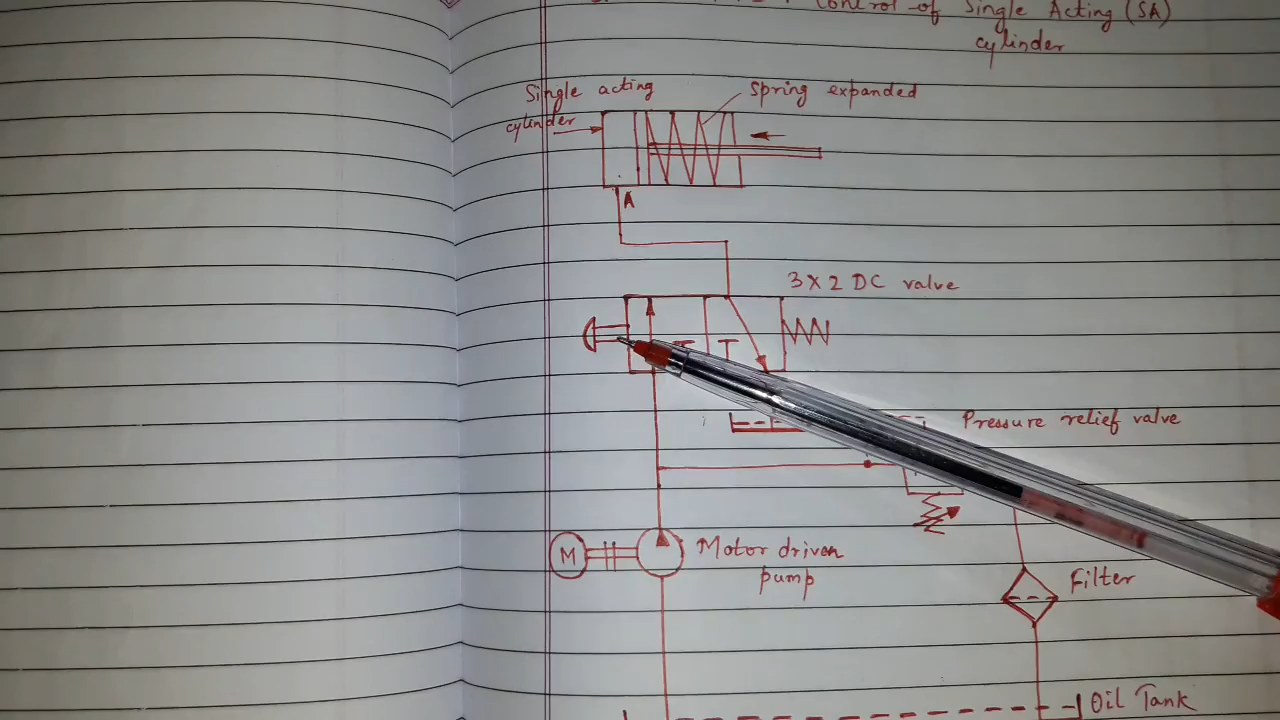 Control of Single Acting (SA)
cylinder
Single acting
cylinder
Spring expanded
A
3 X 2 DC valve
Pressure relief valve
M
Motor driven
pump
Filter
Oil Tank